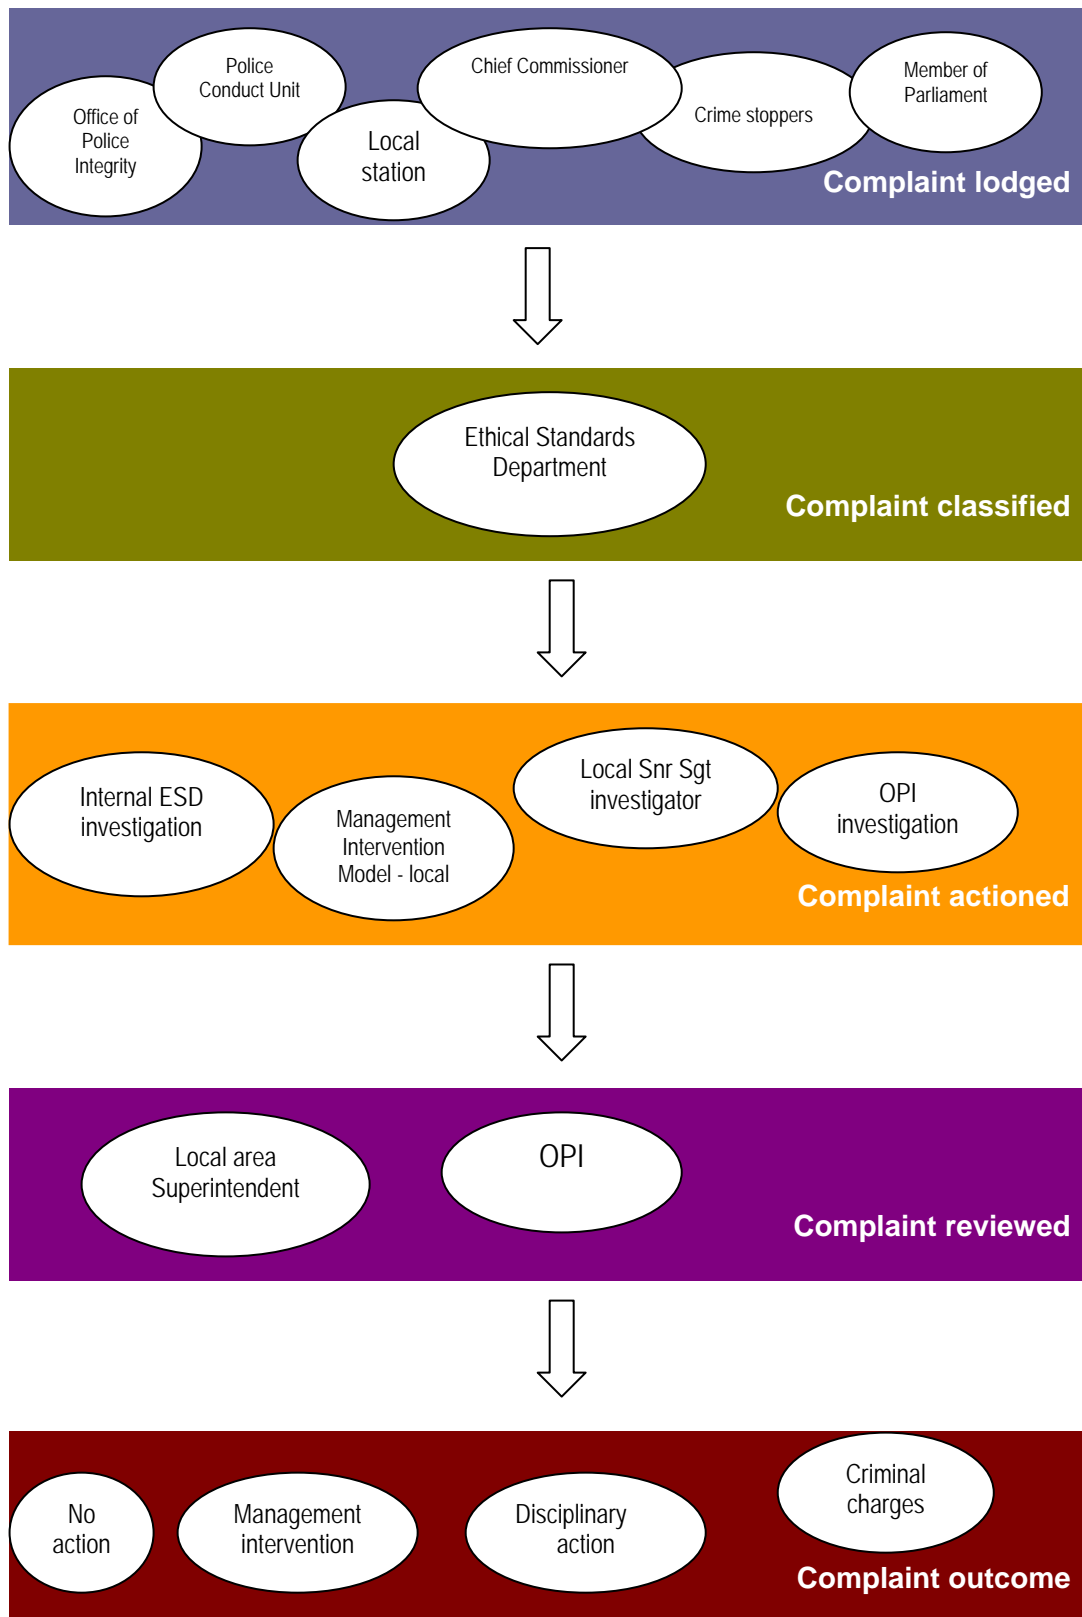 Office of
Police
Integrity
Police
Conduct Unit
Local
station
Chief Commissioner
Crime stoppers
Member of
Parliament
Complaint lodged
Ethical Standards
Department
Complaint classified
Internal ESD
investigation
Management
Intervention
Model - local
Local Snr Sgt
investigator
OPI
investigation
Complaint actioned
Local area
Superintendent
OPI
Complaint reviewed
No
action
Management
intervention
Disciplinary
action
Criminal
charges
Complaint outcome